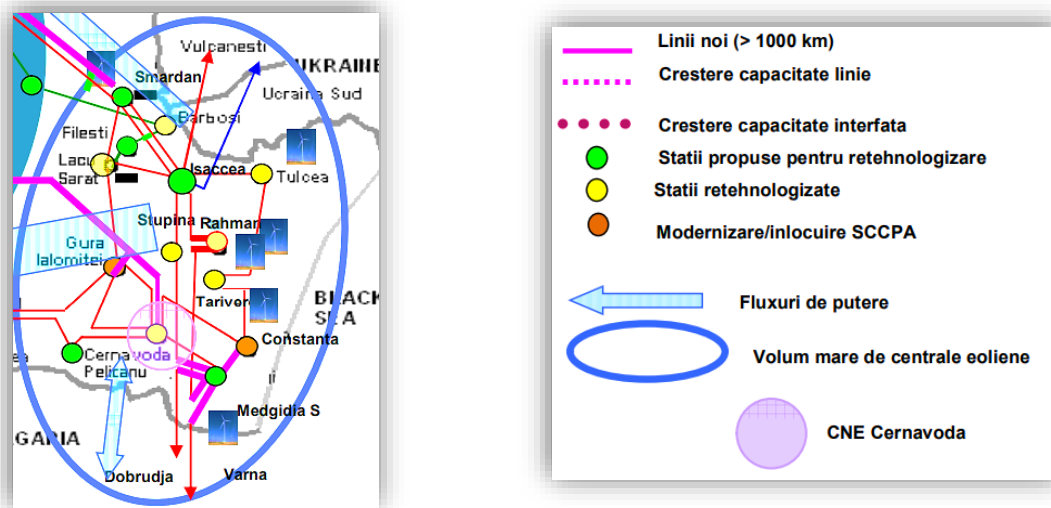 Vulcanesti
UKRAINE
Smardan
Ucraina Sud
Barbosi
Filesti
Isaccea
Lacu
Sarat
Tulcea
Stupina
Rahman
Gura
Ialomitei
Tariver
BLACK
SEA
Constanta
Cernavoda
Pelicanu
Medgidia S
GARIA
Dobrudja
Varna
Linii noi (> 1000 km)
Crestere capacitate linie
Crestere capacitate interfata
Statii propuse pentru retehnologizare
Statii retehnologizate
Modernizare/inlocuire SCCPA
Fluxuri de putere
Volum mare de centrale eoliene
CNE Cernavoda